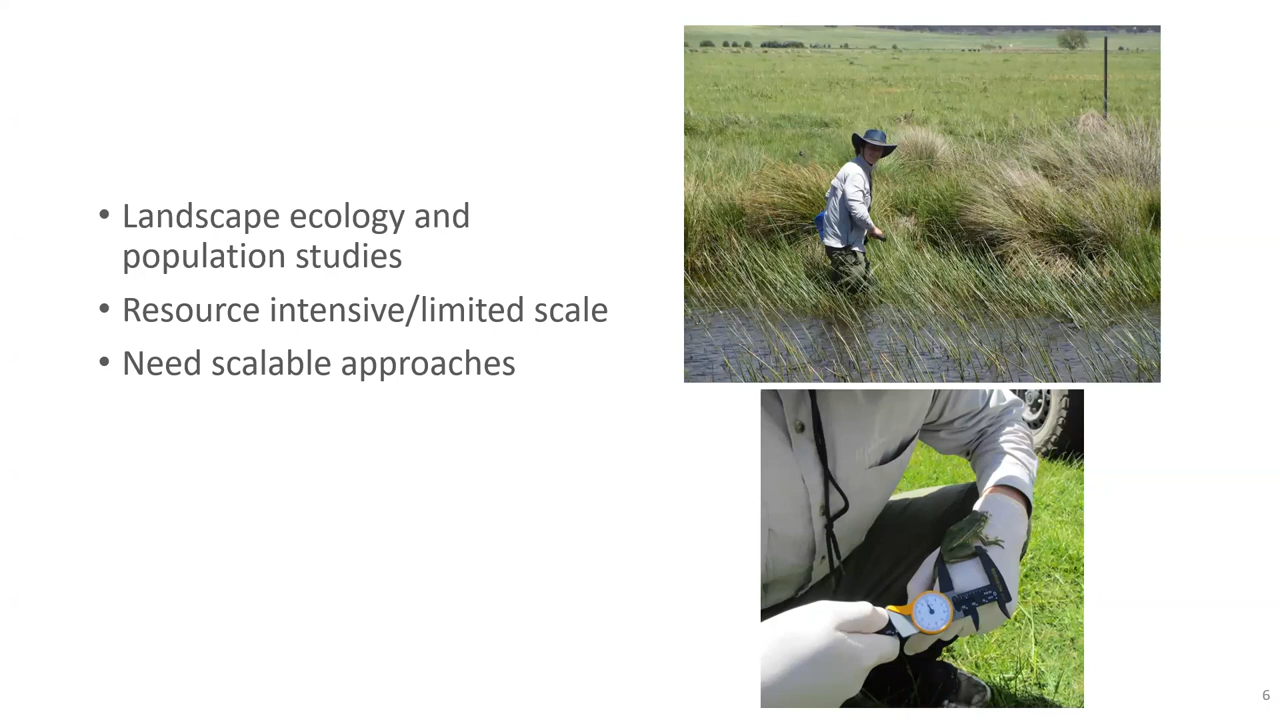 • Landscape ecology and
population studies
• Resource intensive/limited scale
• Need scalable approaches
6